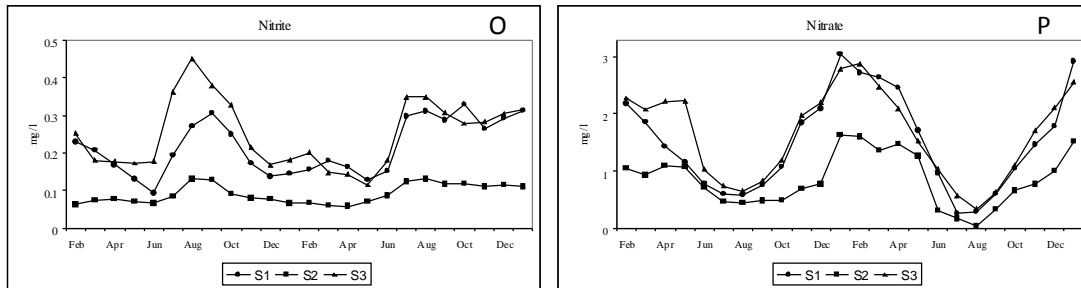 Nitrite
O
0.5
0.4
0.3
0.2
0.1
0
mg/l
Feb Apr Jun Aug Oct Dec Feb Apr Jun Aug Oct Dec
S1 S2 S3
Nitrate
P
3
2
1
0
mg/l
Feb Apr Jun Aug Oct Dec Feb Apr Jun Aug Oct Dec
S1 S2 S3